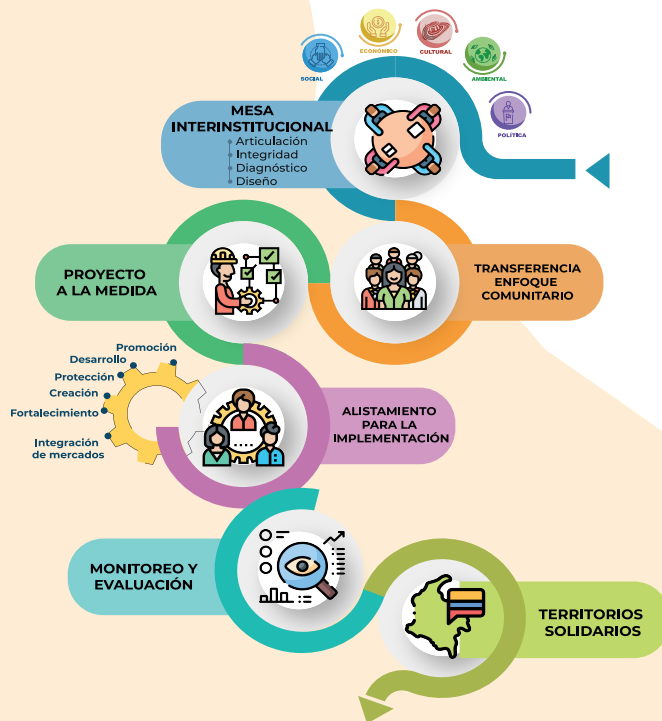 SOCIAL
ECONÓMICO
CULTURAL
AMBIENTAL
POLÍTICA
MESA
INTERINSTITUCIONAL
Articulación
Integridad
Diagnóstico
Diseño
TRANSFERENCIA
ENFOQUE
COMUNITARIO
PROYECTO
A LA MEDIDA
Promoción
Desarrollo
Protección
Creación
Fortalecimiento
Integración
de mercados
ALISTAMIENTO
PARA LA
IMPLEMENTACIÓN
MONITOREO Y
EVALUACIÓN
TERRITORIOS
SOLIDARIOS